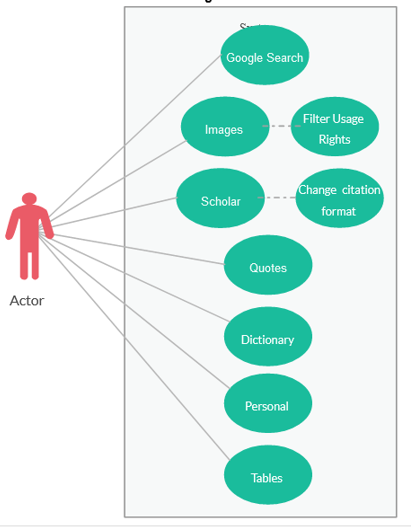 Google Search
Images
Filter Usage
Rights
Scholar
Change citation
format
Actor
Quotes
Dictionary
Personal
Tables